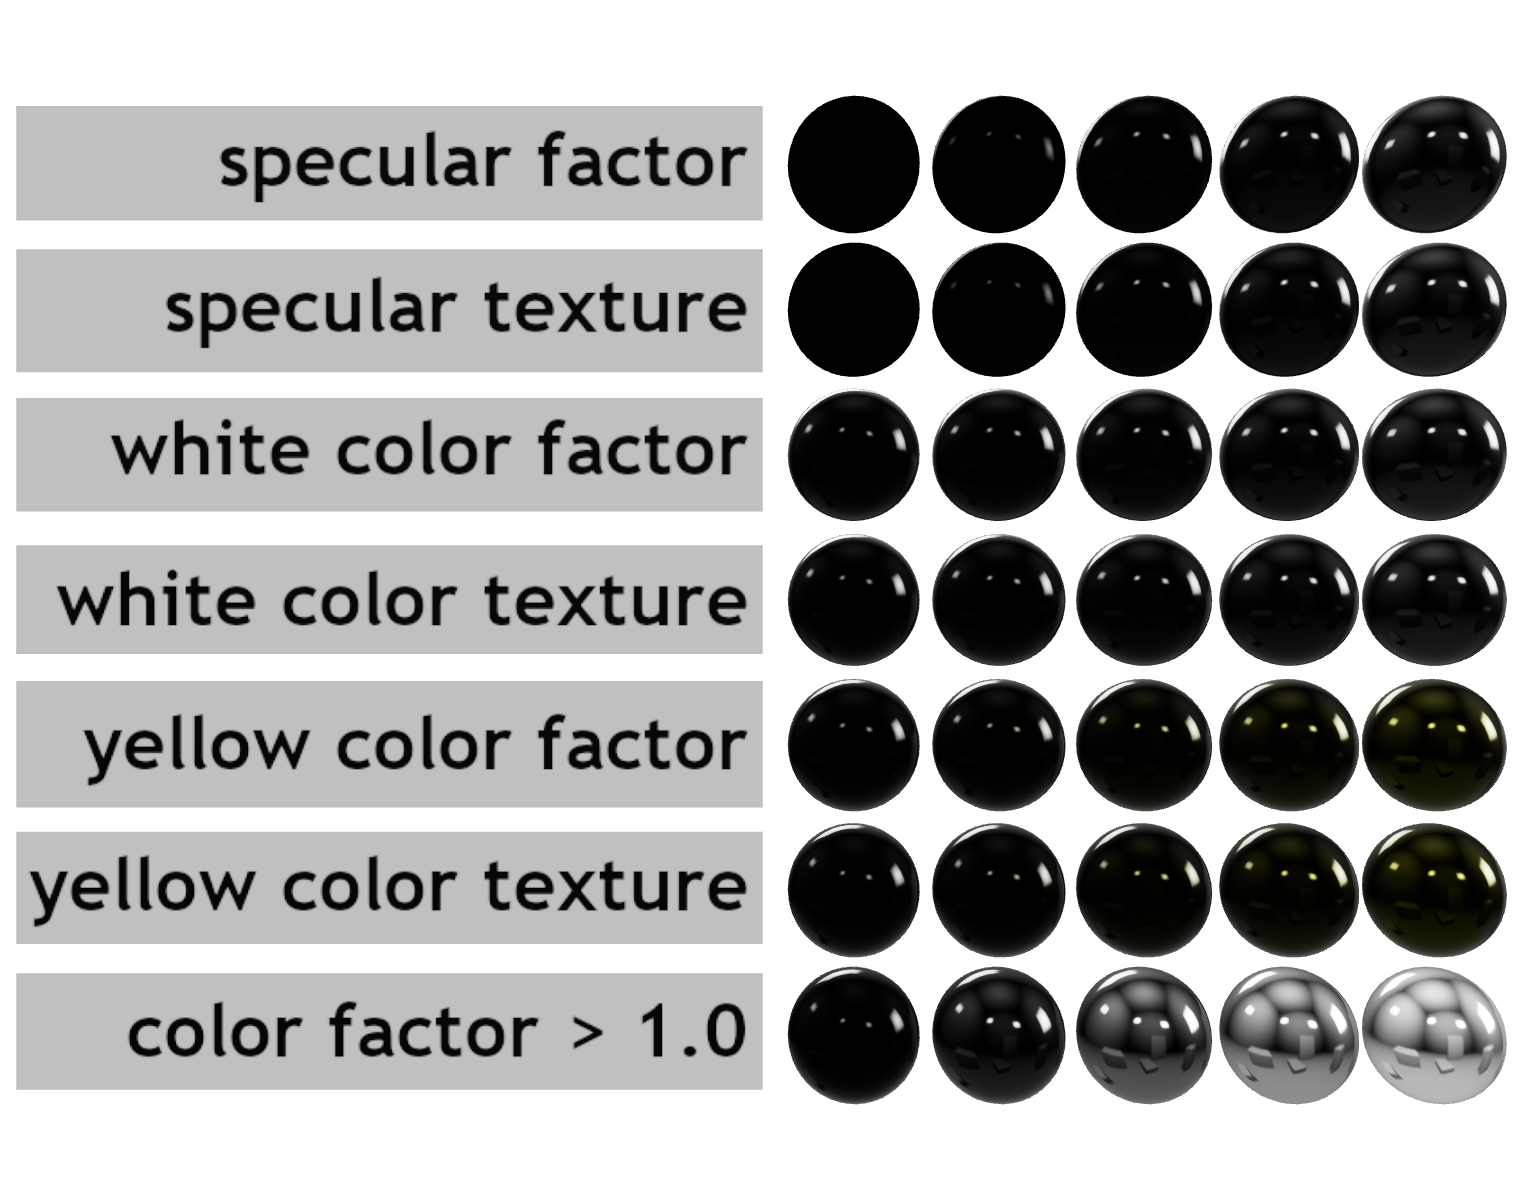 specular factor
specular texture
white color factor
white color texture
yellow color factor
yellow color texture
color factor > 1.0